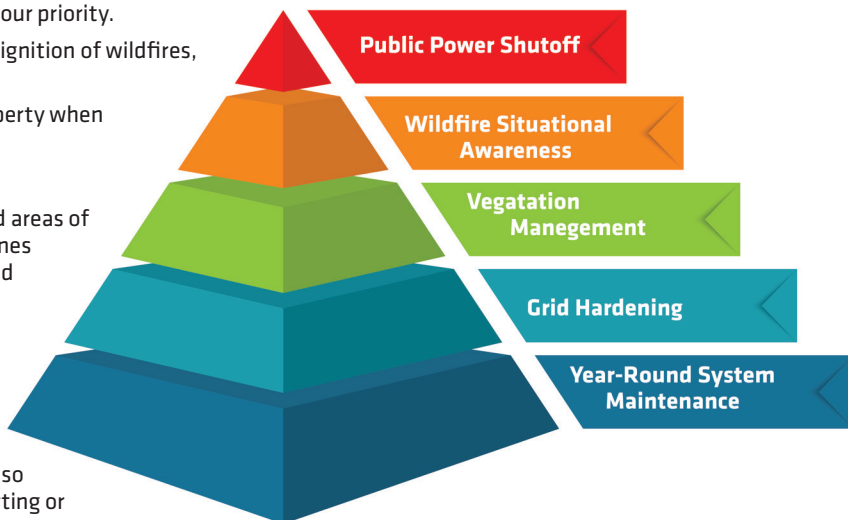 our priority.
ignition of wildfires,
perty when
d areas of
nes
d
so
ting or
Public Power Shutoff
Wildfire Situational
Awareness
Vegatation
Manegement
Grid Hardening
Year-Round System
Maintenance